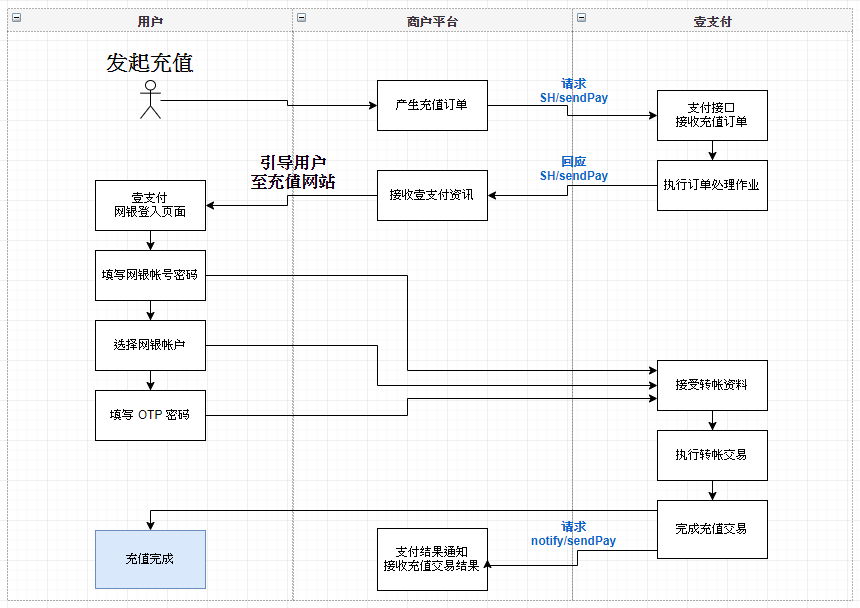 用户
商户平台
壹支付
发起充值
产生充值订单
请求
SH/sendPay
支付接口
接收充值订单
执行订单处理作业
回应
SH/sendPay
接收壹支付资讯
引导用户
至充值网站
壹支付
网银登入页面
填写网银帐号密码
选择网银帐户
填写 OTP 密码
接受转帐资料
执行转帐交易
完成充值交易
请求
notify/sendPay
支付结果通知
接收充值交易结果
充值完成